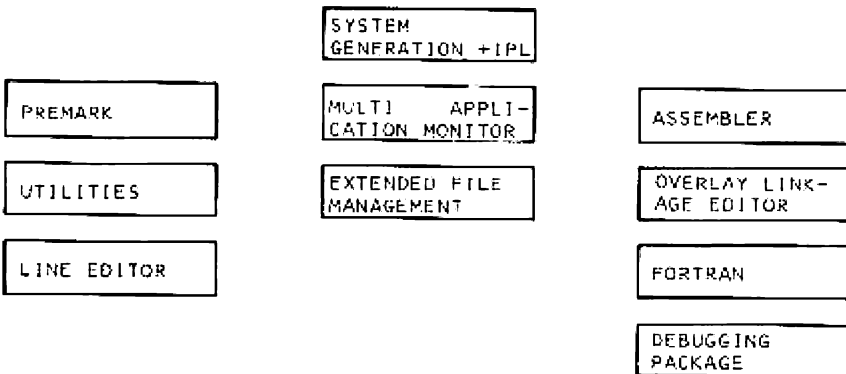 SYSTEM
GENERATION +IPL
PREMARK
MULTI APPLI-
CATION MONITOR
ASSEMBLER
UTILITIES
EXTENDED FILE
MANAGEMENT
OVERLAY LINK-
AGE EDITOR
LINE EDITOR
FORTRAN
DEBUGGING
PACKAGE